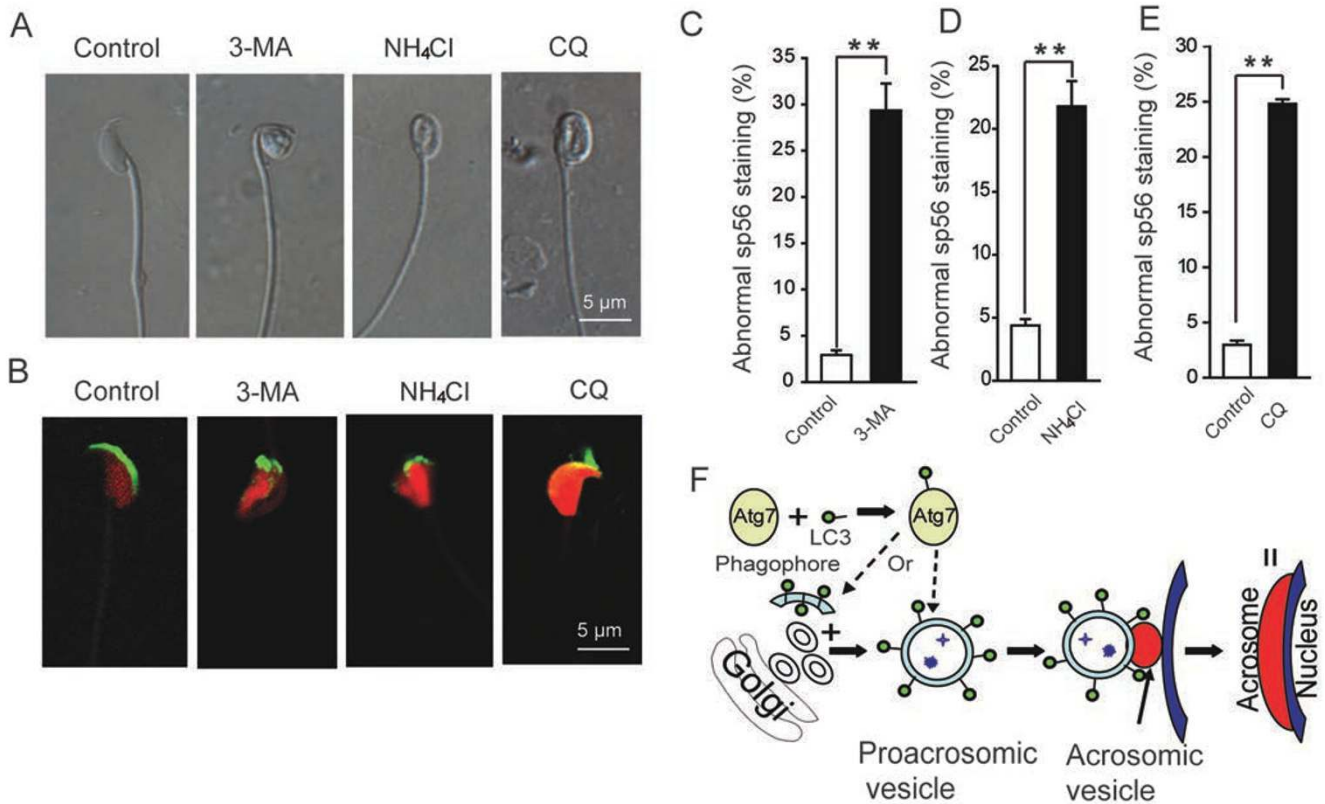 A
Control 3-MA NH₄Cl CQ
5 μm
B
Control 3-MA NH₄Cl CQ
5 μm
C
Abnormal sp56 staining (%)
35
30
25
20
15
10
5
0
**
Control 3-MA
D
Abnormal sp56 staining (%)
25
20
15
10
5
0
**
Control NH₄Cl
E
Abnormal sp56 staining (%)
30
25
20
15
10
5
0
**
Control CQ
F
Atg7 + LC3 Atg7
Phagophore Or
+
Golgi
Proacrosomic
vesicle
Acrosomic
vesicle
Acrosome =
Nucleus